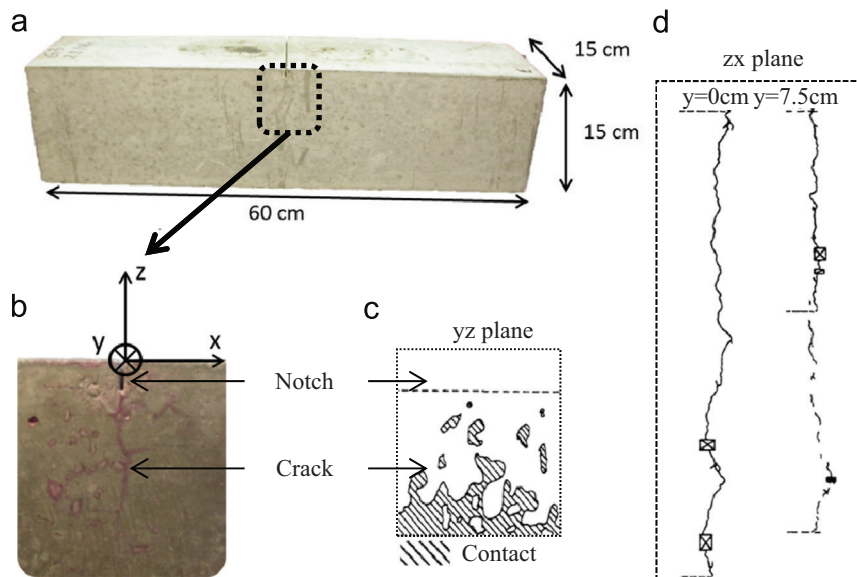 a
15 cm
15 cm
60 cm
b
z
y
x
Notch
Crack
c
yz plane
Contact
d
zx plane
y=0cm y=7.5cm